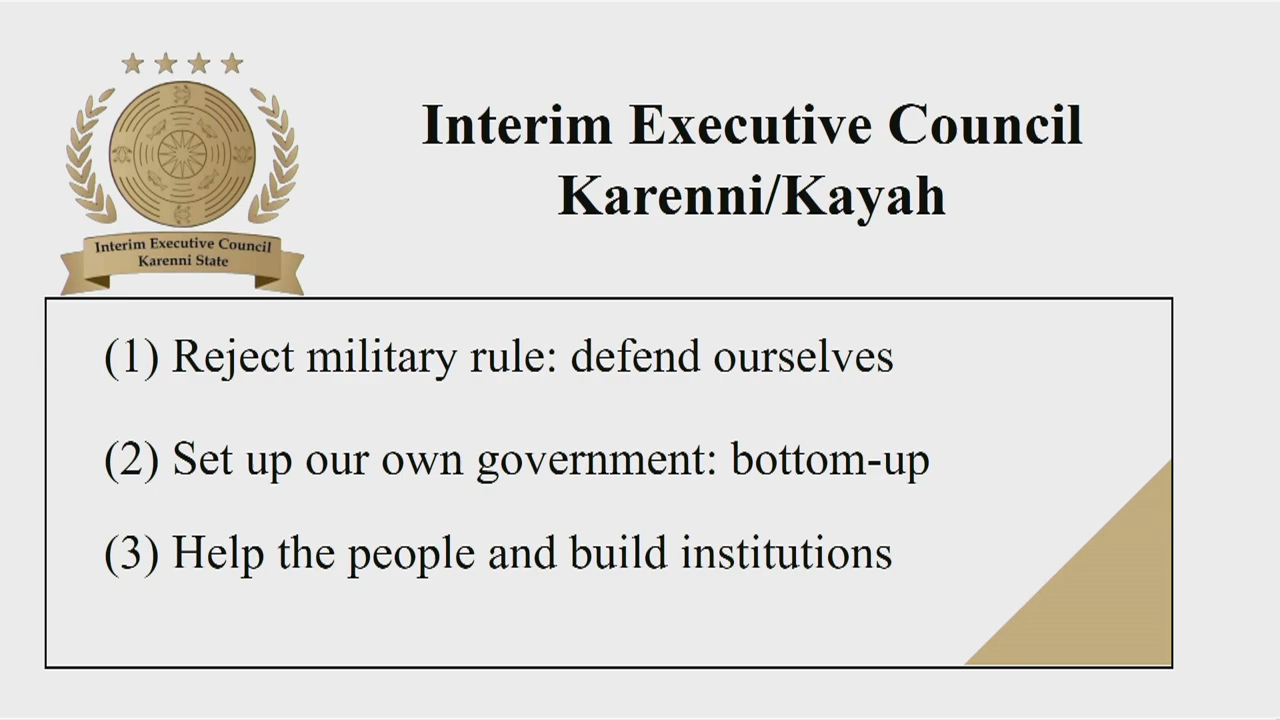 Interim Executive Council
Karenni/Kayah
Interim Executive Council
Karenni State
(1) Reject military rule: defend ourselves
(2) Set up our own government: bottom-up
(3) Help the people and build institutions